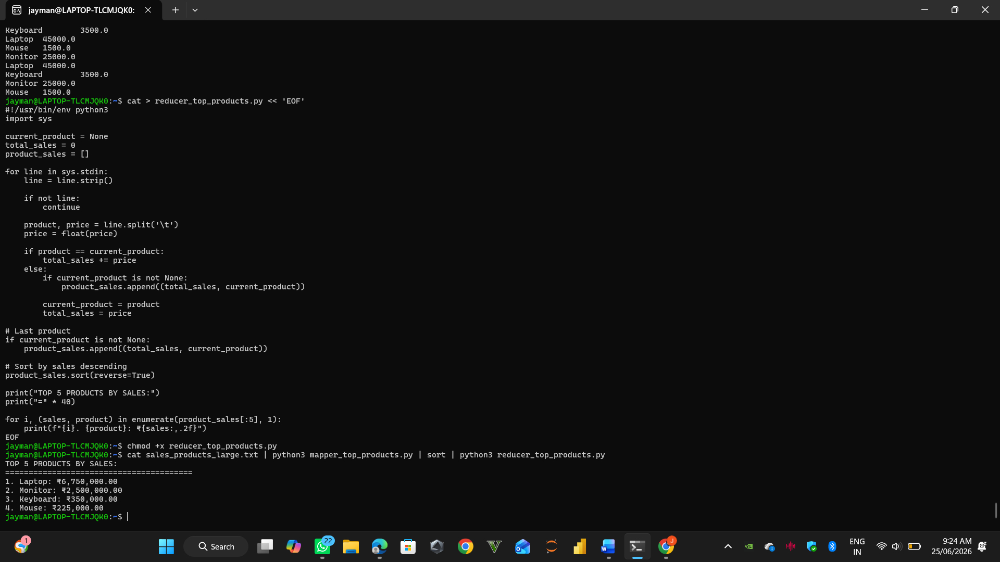 jayman@LAPTOP-TLCMJQK0:
Keyboard        3500.0
Laptop  45000.0
Mouse   1500.0
Monitor 25000.0
Laptop  45000.0
Keyboard        3500.0
Monitor 25000.0
Mouse   1500.0
jayman@LAPTOP-TLCMJQK0:~$ cat > reducer_top_products.py << 'EOF'
#!/usr/bin/env python3
import sys

current_product = None
total_sales = 0
product_sales = []

for line in sys.stdin:
    line = line.strip()

    if not line:
        continue

    product, price = line.split('\t')
    price = float(price)

    if product == current_product:
        total_sales += price
    else:
        if current_product is not None:
            product_sales.append((total_sales, current_product))

        current_product = product
        total_sales = price

# Last product
if current_product is not None:
    product_sales.append((total_sales, current_product))

# Sort by sales descending
product_sales.sort(reverse=True)

print("TOP 5 PRODUCTS BY SALES:")
print("=" * 40)

for i, (sales, product) in enumerate(product_sales[:5], 1):
    print(f"{i}. {product}: ₹{sales:,.2f}")
EOF
jayman@LAPTOP-TLCMJQK0:~$ chmod +x reducer_top_products.py
jayman@LAPTOP-TLCMJQK0:~$ cat sales_products_large.txt | python3 mapper_top_products.py | sort | python3 reducer_top_products.py
TOP 5 PRODUCTS BY SALES:
========================================
1. Laptop: ₹6,750,000.00
2. Monitor: ₹2,500,000.00
3. Keyboard: ₹350,000.00
4. Mouse: ₹225,000.00
jayman@LAPTOP-TLCMJQK0:~$
1
Search
22
J
ENG
IN
9:24 AM
25/06/2026